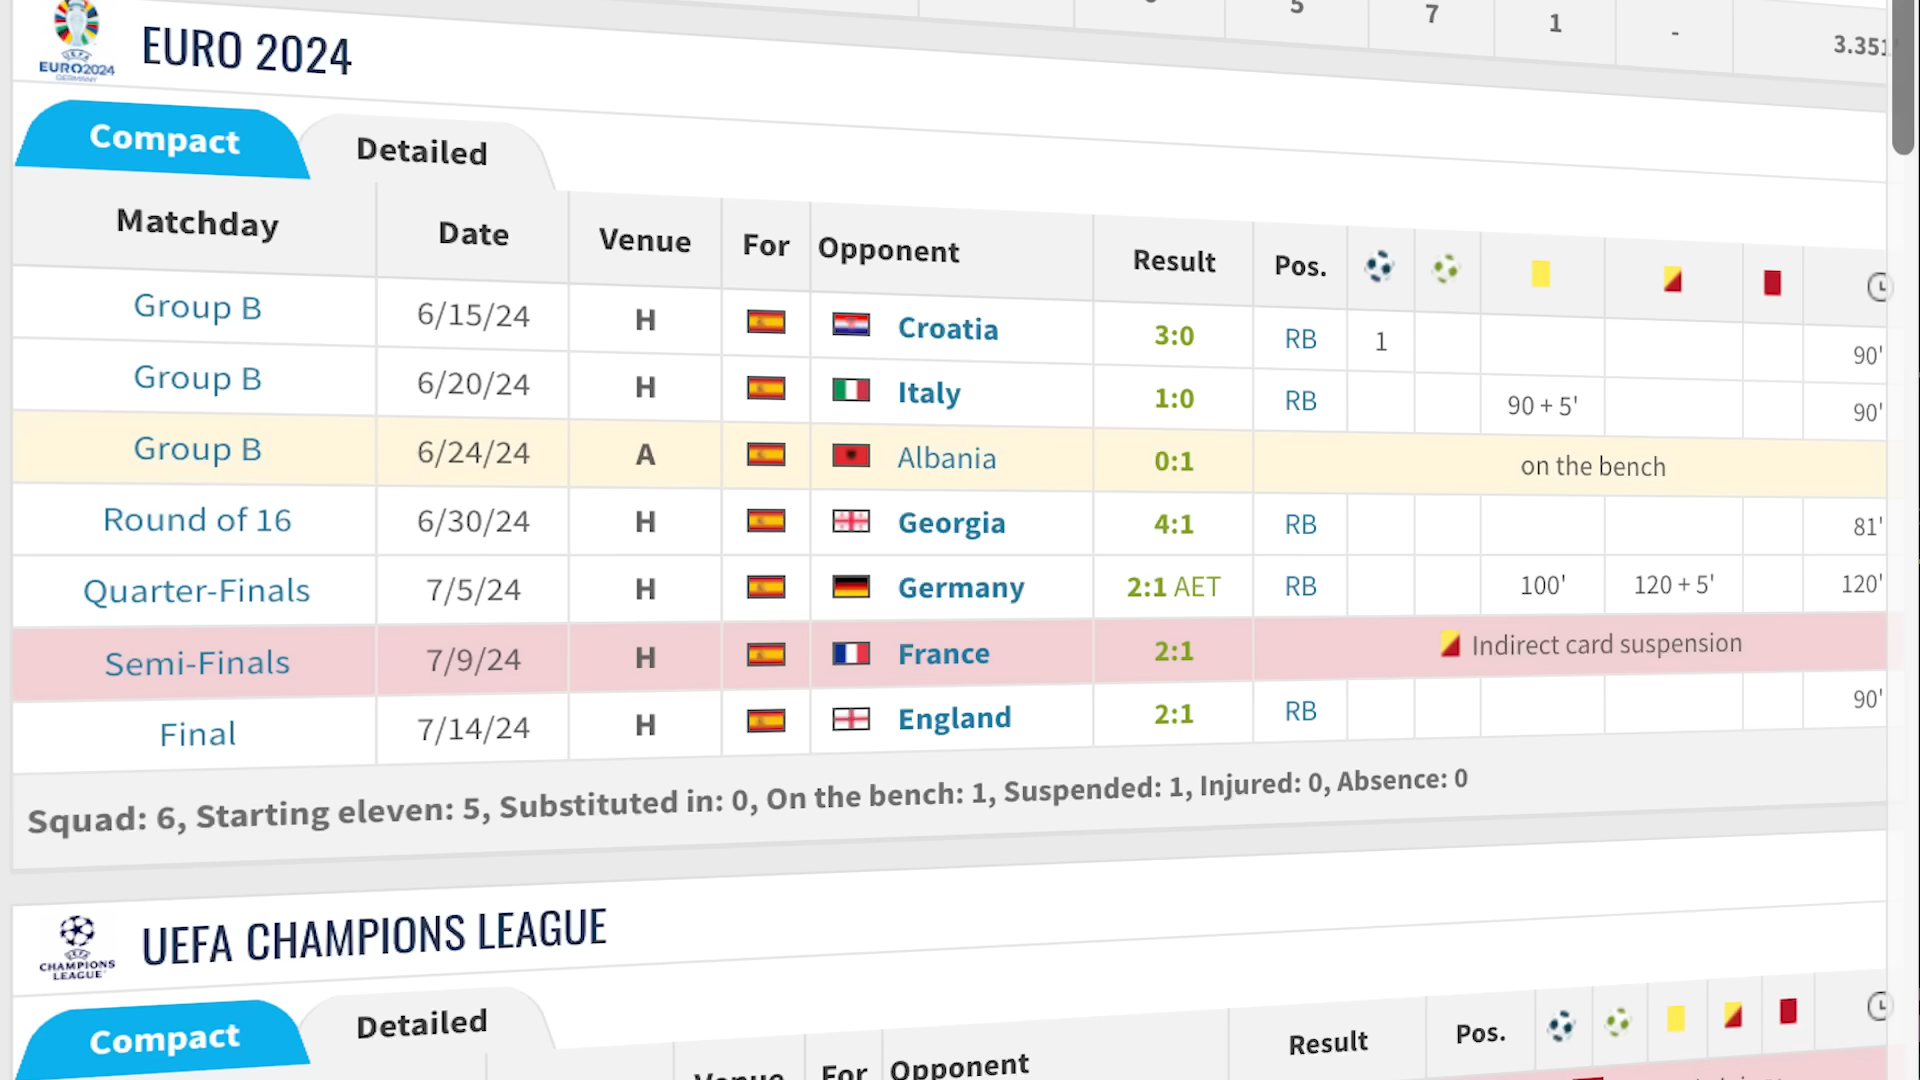 5 7 1 - 3.351
UEFA EURO2024 GERMANY
EURO 2024
Compact Detailed
Matchday Date Venue For Opponent Result Pos.
Group B 6/15/24 H Croatia 3:0 RB 1 90'
Group B 6/20/24 H Italy 1:0 RB 90 + 5' 90'
Group B 6/24/24 A Albania 0:1 on the bench
Round of 16 6/30/24 H Georgia 4:1 RB 81'
Quarter-Finals 7/5/24 H Germany 2:1 AET RB 100' 120 + 5' 120'
Semi-Finals 7/9/24 H France 2:1 Indirect card suspension
Final 7/14/24 H England 2:1 RB 90'
Squad: 6, Starting eleven: 5, Substituted in: 0, On the bench: 1, Suspended: 1, Injured: 0, Absence: 0
UEFA CHAMPIONS LEAGUE
UEFA CHAMPIONS LEAGUE
Compact Detailed
Venue For Opponent Result Pos.